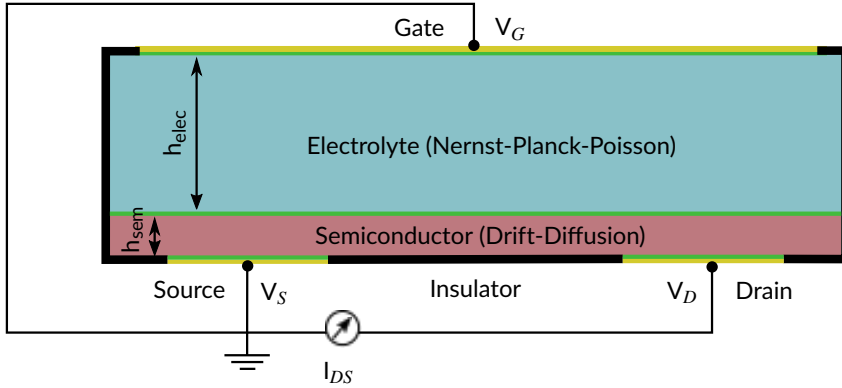 Gate V_G
h_elec
Electrolyte (Nernst-Planck-Poisson)
h_sem
Semiconductor (Drift-Diffusion)
Source V_S Insulator V_D Drain
I_DS